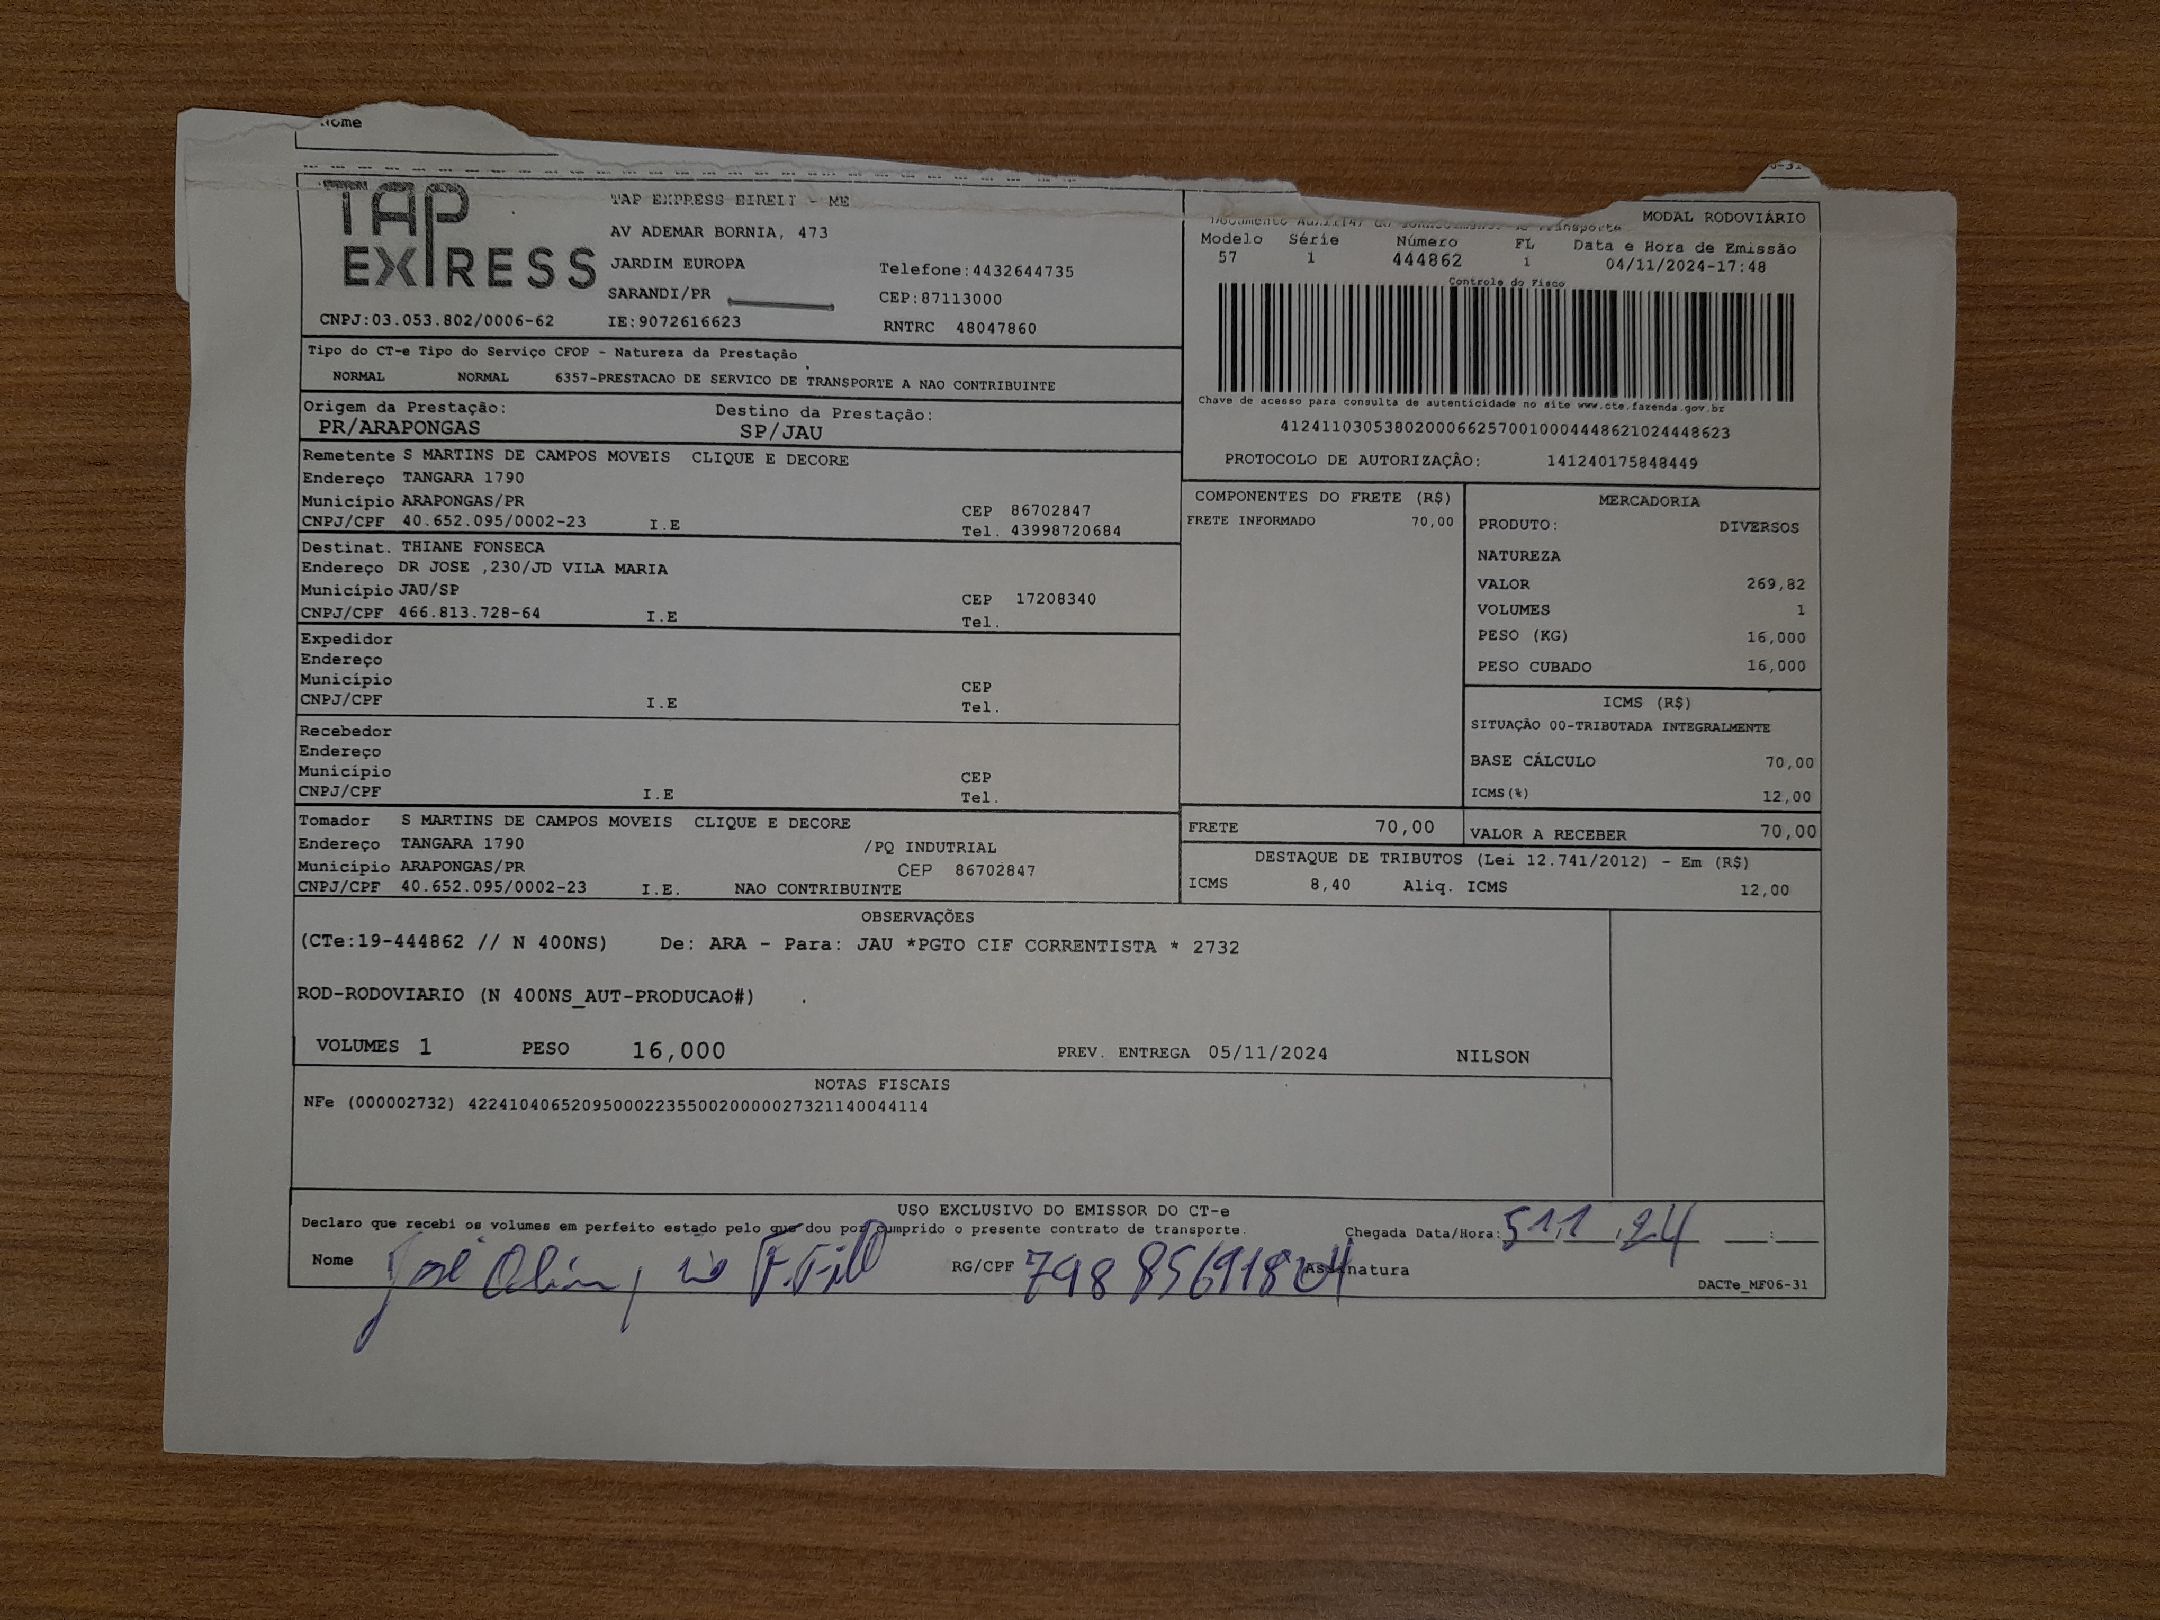 TAP EXPRESS
TAP EXPRESS EIRELI - ME
AV ADEMAR BORNIA, 473
JARDIM EUROPA Telefone:4432644735
SARANDI/PR CEP:87113000
CNPJ:03.053.802/0006-62 IE:9072616623 RNTRC 48047860
MODAL RODOVIÁRIO
Modelo Série Número FL Data e Hora de Emissão
57 1 444862 1 04/11/2024-17:48
Controle do Fisco
Chave de acesso para consulta de autenticidade no site www.cte.fazenda.gov.br
41241103053802000662570010004448621024448623
PROTOCOLO DE AUTORIZAÇÃO: 141240175848449
Tipo do CT-e Tipo do Serviço CFOP - Natureza da Prestação
NORMAL NORMAL 6357-PRESTACAO DE SERVICO DE TRANSPORTE A NAO CONTRIBUINTE
Origem da Prestação: Destino da Prestação:
PR/ARAPONGAS SP/JAU
Remetente S MARTINS DE CAMPOS MOVEIS CLIQUE E DECORE
Endereço TANGARA 1790
Município ARAPONGAS/PR CEP 86702847
CNPJ/CPF 40.652.095/0002-23 I.E Tel. 43998720684
Destinat. THIANE FONSECA
Endereço DR JOSE ,230/JD VILA MARIA
Município JAU/SP CEP 17208340
CNPJ/CPF 466.813.728-64 I.E Tel.
Expedidor
Endereço
Município CEP
CNPJ/CPF I.E Tel.
Recebedor
Endereço
Município CEP
CNPJ/CPF I.E Tel.
Tomador S MARTINS DE CAMPOS MOVEIS CLIQUE E DECORE
Endereço TANGARA 1790 /PQ INDUTRIAL
Município ARAPONGAS/PR CEP 86702847
CNPJ/CPF 40.652.095/0002-23 I.E. NAO CONTRIBUINTE
COMPONENTES DO FRETE (R$)
FRETE INFORMADO 70,00
MERCADORIA
PRODUTO: DIVERSOS
NATUREZA
VALOR 269,82
VOLUMES 1
PESO (KG) 16,000
PESO CUBADO 16,000
ICMS (R$)
SITUAÇÃO 00-TRIBUTADA INTEGRALMENTE
BASE CÁLCULO 70,00
ICMS(%) 12,00
FRETE 70,00 VALOR A RECEBER 70,00
DESTAQUE DE TRIBUTOS (Lei 12.741/2012) - Em (R$)
ICMS 8,40 Aliq. ICMS 12,00
OBSERVAÇÕES
(CTe:19-444862 // N 400NS) De: ARA - Para: JAU *PGTO CIF CORRENTISTA * 2732
ROD-RODOVIARIO (N 400NS_AUT-PRODUCAO#)
VOLUMES 1 PESO 16,000 PREV. ENTREGA 05/11/2024 NILSON
NOTAS FISCAIS
NFe (000002732) 42241040652095000223550020000027321140044114
USO EXCLUSIVO DO EMISSOR DO CT-e
Declaro que recebi os volumes em perfeito estado pelo que dou por cumprido o presente contrato de transporte. Chegada Data/Hora: 5 11 24 :
Nome José RG/CPF Assinatura
DACTe_MF06-31